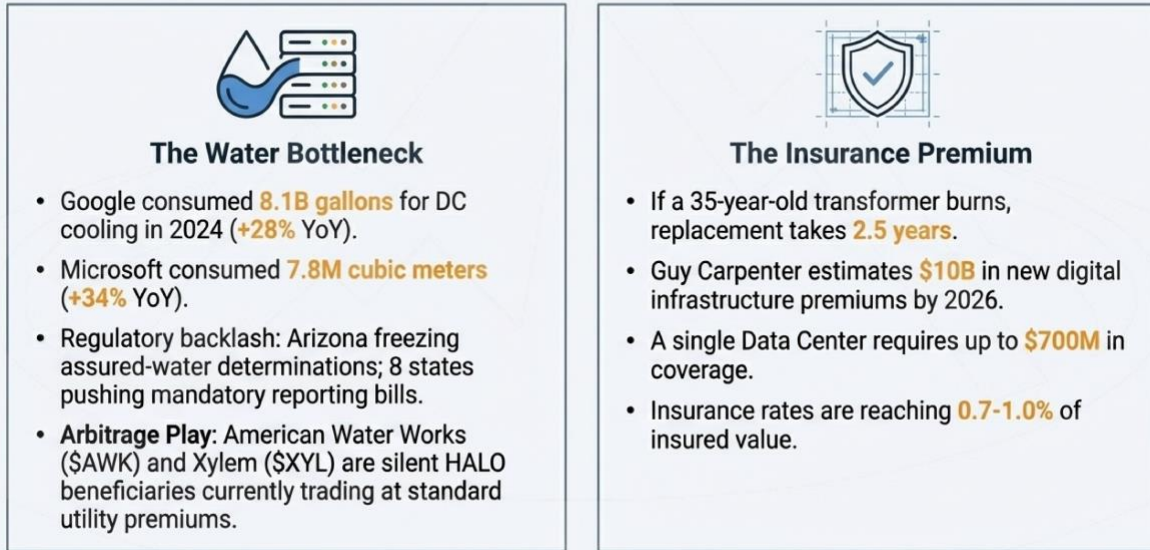 The Water Bottleneck
• Google consumed 8.1B gallons for DC
cooling in 2024 (+28% YoY).
• Microsoft consumed 7.8M cubic meters
(+34% YoY).
• Regulatory backlash: Arizona freezing
assured-water determinations; 8 states
pushing mandatory reporting bills.
• Arbitrage Play: American Water Works
($AWK) and Xylem ($XYL) are silent HALO
beneficiaries currently trading at standard
utility premiums.
The Insurance Premium
• If a 35-year-old transformer burns,
replacement takes 2.5 years.
• Guy Carpenter estimates $10B in new digital
infrastructure premiums by 2026.
• A single Data Center requires up to $700M in
coverage.
• Insurance rates are reaching 0.7-1.0% of
insured value.